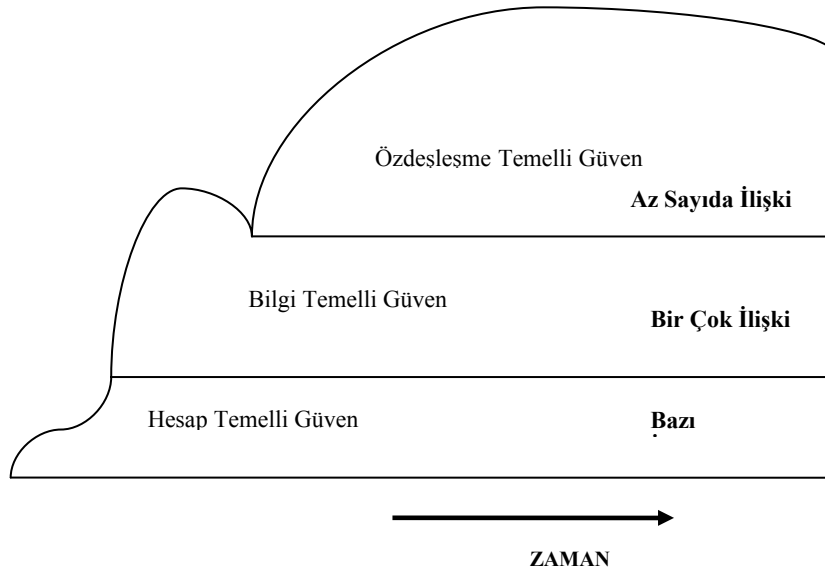 Özdeşleşme Temelli Güven
Az Sayıda İlişki
Bilgi Temelli Güven
Bir Çok İlişki
Hesap Temelli Güven
Bazı
ZAMAN